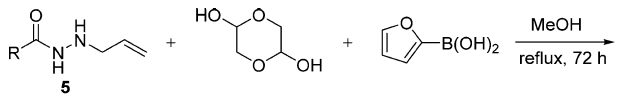 O HO O O MeOH
R N H H N + O OH + B(OH)2 reflux, 72 h
5